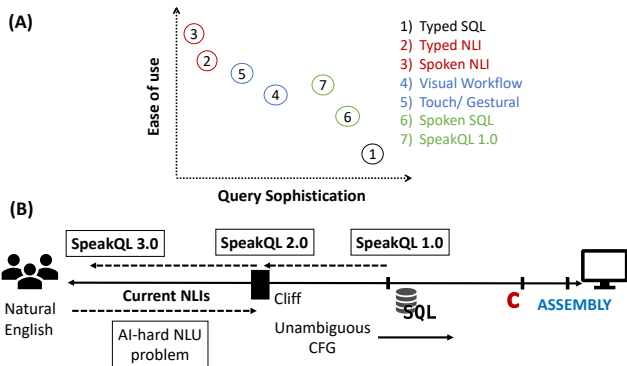 (A)
Ease of use
Query Sophistication
3
2
5
4
7
6
1
1) Typed SQL
2) Typed NLI
3) Spoken NLI
4) Visual Workflow
5) Touch/ Gestural
6) Spoken SQL
7) SpeakQL 1.0
(B)
SpeakQL 3.0
SpeakQL 2.0
SpeakQL 1.0
Natural
English
Current NLIs
Cliff
SQL
C
ASSEMBLY
AI-hard NLU
problem
Unambiguous
CFG